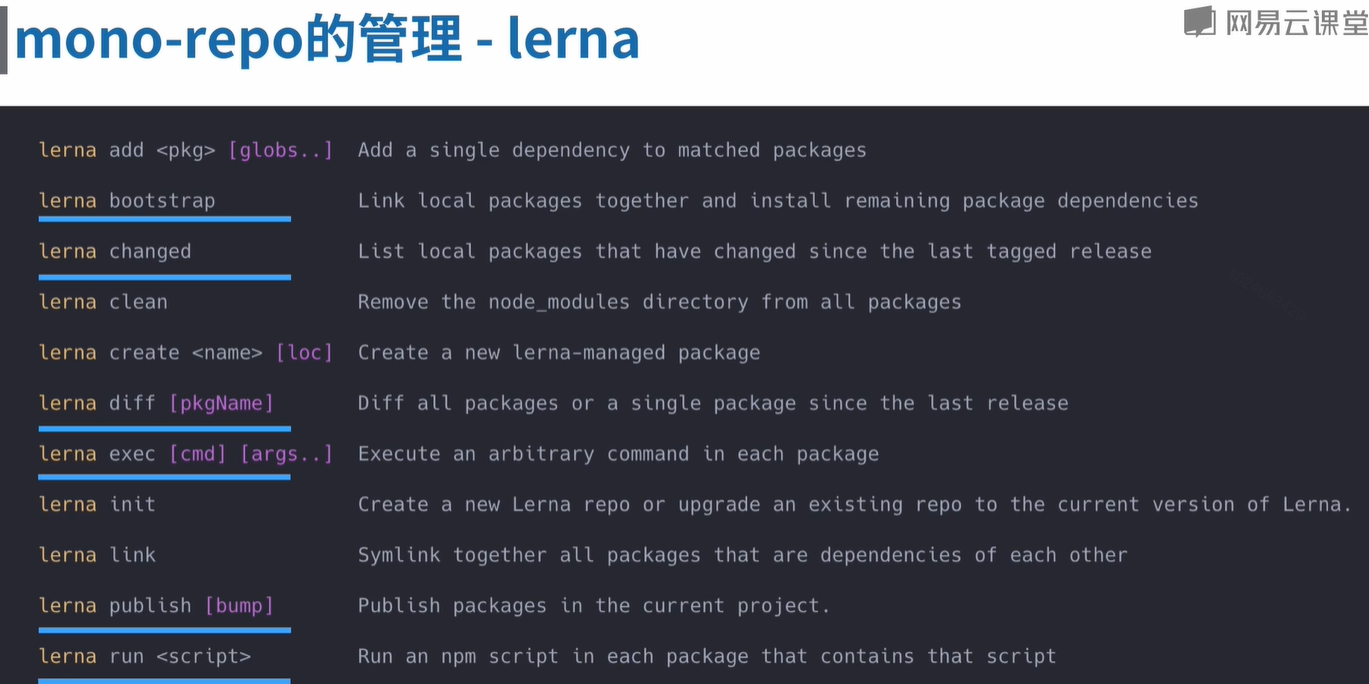 mono-repo的管理 - lerna
网易云课堂
lerna add <pkg> [globs..] Add a single dependency to matched packages
lerna bootstrap Link local packages together and install remaining package dependencies
lerna changed List local packages that have changed since the last tagged release
lerna clean Remove the node_modules directory from all packages
lerna create <name> [loc] Create a new lerna-managed package
lerna diff [pkgName] Diff all packages or a single package since the last release
lerna exec [cmd] [args..] Execute an arbitrary command in each package
lerna init Create a new Lerna repo or upgrade an existing repo to the current version of Lerna.
lerna link Symlink together all packages that are dependencies of each other
lerna publish [bump] Publish packages in the current project.
lerna run <script> Run an npm script in each package that contains that script